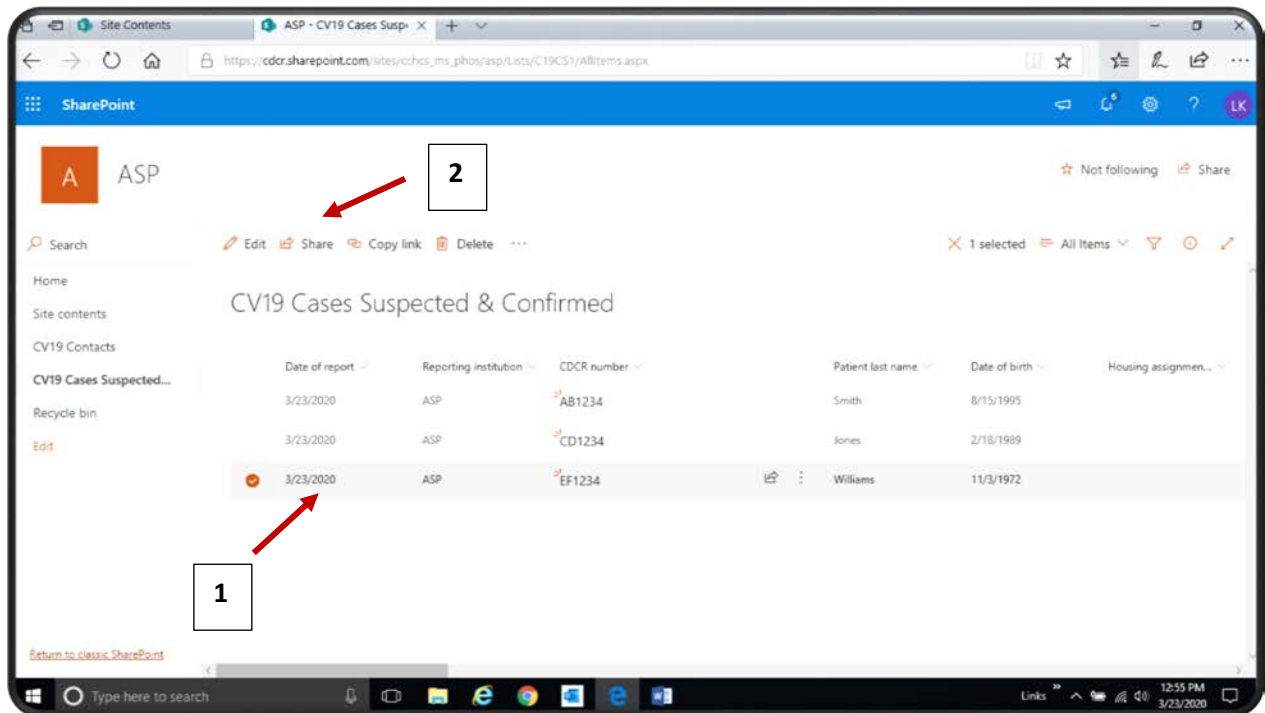 Site Contents ASP - CV19 Cases Susp
https://cdcr.sharepoint.com/sites/cchcs_ms_phos/asp/Lists/C19CS1/AllItems.aspx
SharePoint 6 ? LK
A ASP 2 Not following Share
Search Edit Share Copy link Delete ... 1 selected All Items
Home
Site contents
CV19 Contacts
CV19 Cases Suspected...
Recycle bin
Edit
CV19 Cases Suspected & Confirmed
Date of report Reporting institution CDCR number Patient last name Date of birth Housing assignmen...
3/23/2020 ASP AB1234 Smith 8/15/1995
3/23/2020 ASP CD1234 Jones 2/18/1989
3/23/2020 ASP EF1234 Williams 11/3/1972
1
Return to classic SharePoint
Type here to search Links » 12:55 PM
3/23/2020